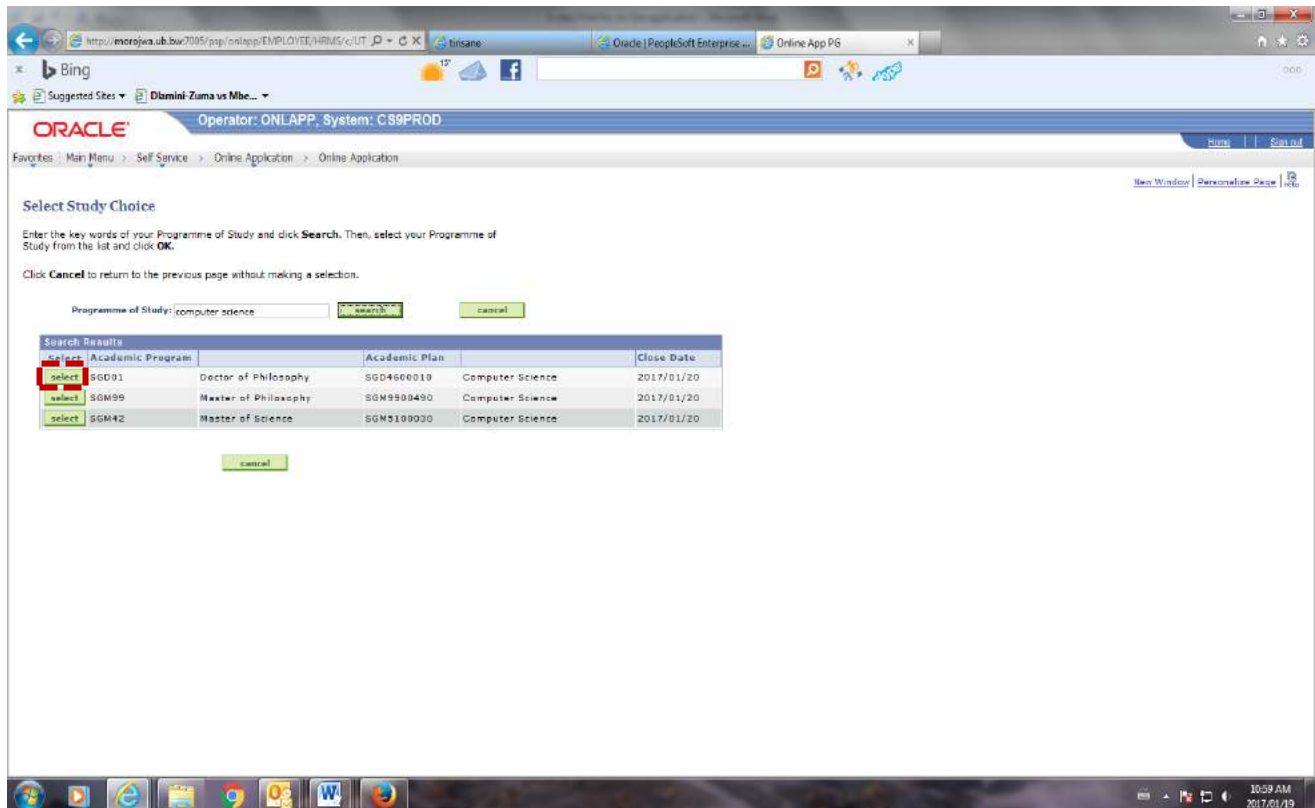 http://morojwa.ub.bw:7005/psp/onlapp/EMPLOYEE/HRMS/c/UT
tinsano
Oracle | PeopleSoft Enterprise ...
Online App PG
Bing
15°
Suggested Sites
Dlamini-Zuma vs Mbe...
ORACLE
Operator: ONLAPP, System: CS9PROD
Home | Sign out
Favorites Main Menu > Self Service > Online Application > Online Application
New Window | Personalize Page |
Select Study Choice
Enter the key words of your Programme of Study and click Search. Then, select your Programme of
Study from the list and click OK.
Click Cancel to return to the previous page without making a selection.
Programme of Study: computer science search cancel
Search Results
Select Academic Program Academic Plan Close Date
select SGD01 Doctor of Philosophy SGD4600010 Computer Science 2017/01/20
select SGM99 Master of Philosophy SGM9900490 Computer Science 2017/01/20
select SGM42 Master of Science SGM5100030 Computer Science 2017/01/20
cancel
10:59 AM
2017/01/19